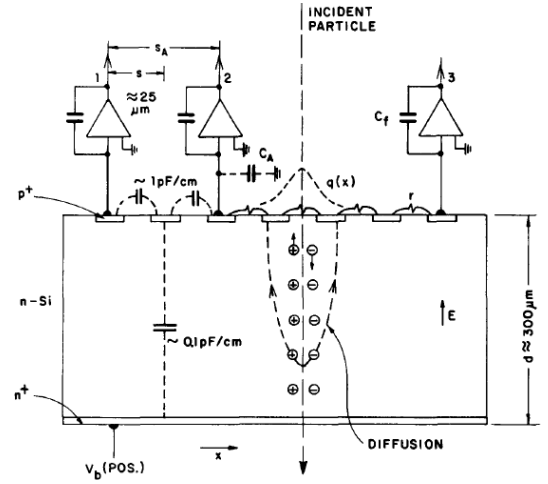 INCIDENT
PARTICLE
S_A
1
s
2
3
≈25
μm
C_f
C_A
q(x)
~ 1pF/cm
r
p+
n-Si
~ 0.1pF/cm
E
d≈300μm
n+
DIFFUSION
x
V_b (POS.)
⊕ ⊖
⊕ ⊖
⊕ ⊖
⊕ ⊖
⊕ ⊖